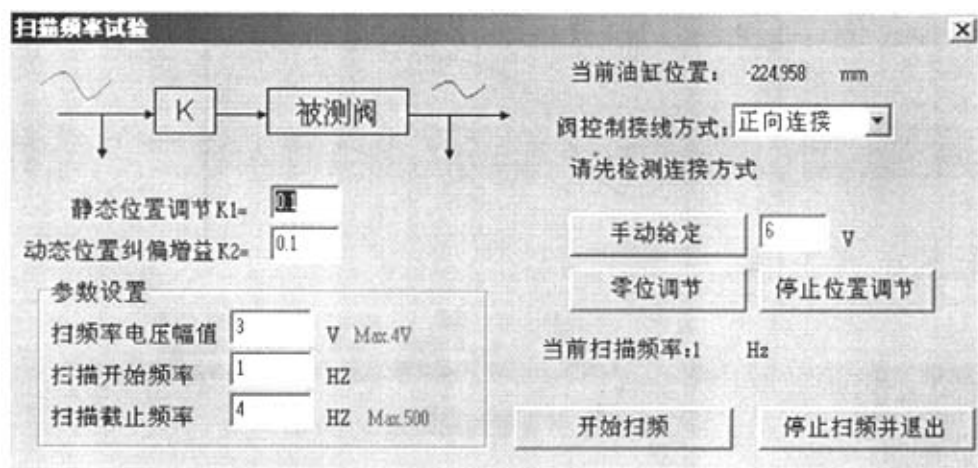 扫描频率试验
K
被测阀
当前油缸位置： -224.958 mm
阀控制接线方式： 正向连接
请先检测连接方式
静态位置调节K1= 0.1
动态位置纠偏增益K2= 0.1
手动给定 6 V
零位调节 停止位置调节
参数设置
扫频率电压幅值 3 V Max.4V
扫描开始频率 1 HZ
扫描截止频率 4 HZ Max.500
当前扫描频率:1 Hz
开始扫频 停止扫频并退出